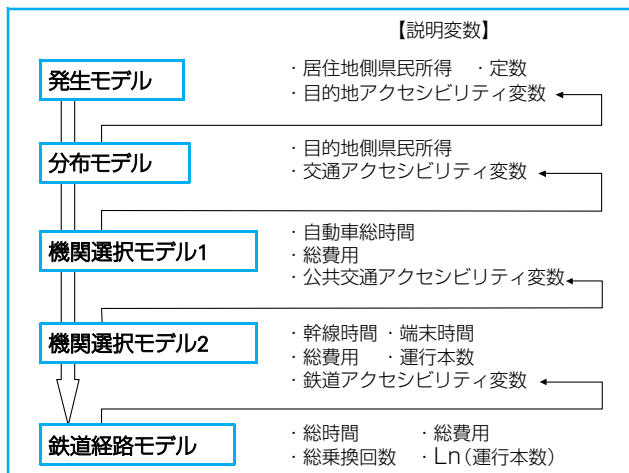 【説明変数】
発生モデル
・居住地側県民所得 ・定数
・目的地アクセシビリティ変数
分布モデル
・目的地側県民所得
・交通アクセシビリティ変数
機関選択モデル1
・自動車総時間
・総費用
・公共交通アクセシビリティ変数
機関選択モデル2
・幹線時間 ・端末時間
・総費用 ・運行本数
・鉄道アクセシビリティ変数
鉄道経路モデル
・総時間 ・総費用
・総乗換回数 ・Ln(運行本数)